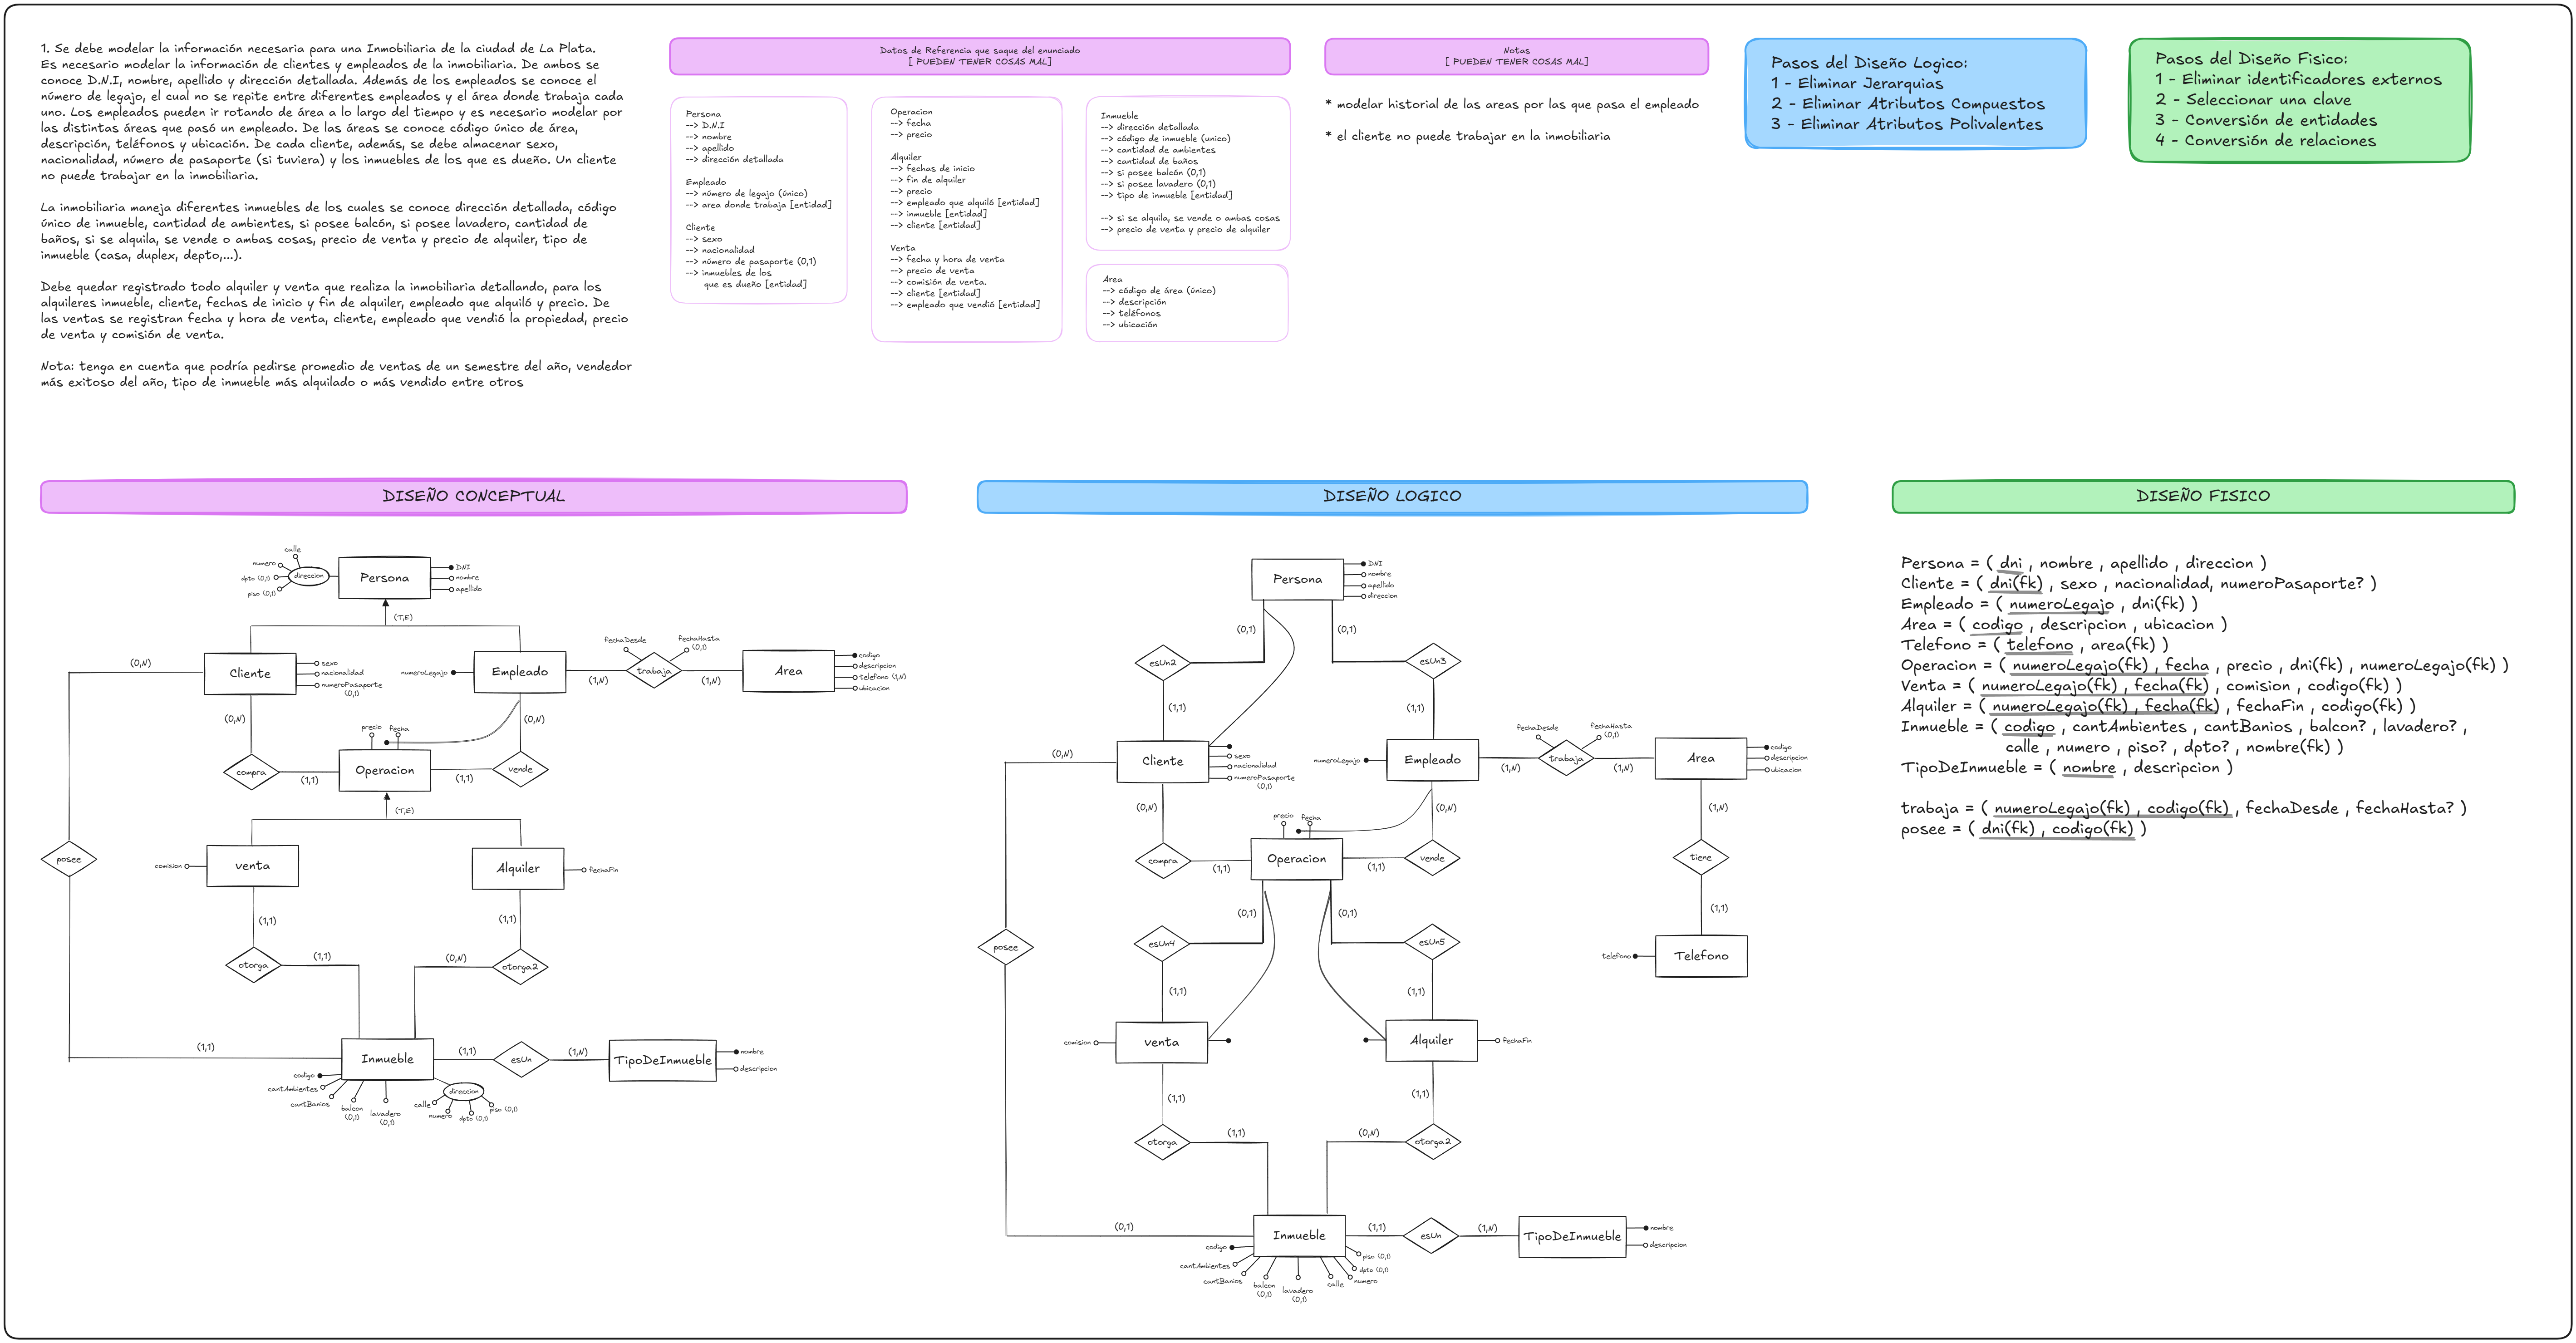 1. Se debe modelar la información necesaria para una Inmobiliaria de la ciudad de La Plata.
Es necesario modelar la información de clientes y empleados de la inmobiliaria. De ambos se
conoce D.N.I, nombre, apellido y dirección detallada. Además de los empleados se conoce el
número de legajo, el cual no se repite entre diferentes empleados y el área donde trabaja cada
uno. Los empleados pueden ir rotando de área a lo largo del tiempo y es necesario modelar por
las distintas áreas que pasó un empleado. De las áreas se conoce código único de área,
descripción, teléfonos y ubicación. De cada cliente, además, se debe almacenar sexo,
nacionalidad, número de pasaporte (si tuviera) y los inmuebles de los que es dueño. Un cliente
no puede trabajar en la inmobiliaria.
La inmobiliaria maneja diferentes inmuebles de los cuales se conoce dirección detallada, código
único de inmueble, cantidad de ambientes, si posee balcón, si posee lavadero, cantidad de
baños, si se alquila, se vende o ambas cosas, precio de venta y precio de alquiler, tipo de
inmueble (casa, duplex, depto,...).
Debe quedar registrado todo alquiler y venta que realiza la inmobiliaria detallando, para los
alquileres inmueble, cliente, fechas de inicio y fin de alquiler, empleado que alquiló y precio. De
las ventas se registran fecha y hora de venta, cliente, empleado que vendió la propiedad, precio
de venta y comisión de venta.
Nota: tenga en cuenta que podría pedirse promedio de ventas de un semestre del año, vendedor
más exitoso del año, tipo de inmueble más alquilado o más vendido entre otros
Datos de Referencia que saque del enunciado
[ PUEDEN TENER COSAS MAL]
Persona
--> D.N.I
--> nombre
--> apellido
--> dirección detallada
Empleado
--> número de legajo (único)
--> area donde trabaja [entidad]
Cliente
--> sexo
--> nacionalidad
--> número de pasaporte (0,1)
--> inmuebles de los
que es dueño [entidad]
Operacion
--> fecha
--> precio
Alquiler
--> fechas de inicio
--> fin de alquiler
--> precio
--> empleado que alquiló [entidad]
--> inmueble [entidad]
--> cliente [entidad]
Venta
--> fecha y hora de venta
--> precio de venta
--> comisión de venta.
--> cliente [entidad]
--> empleado que vendió [entidad]
Inmueble
--> dirección detallada
--> código de inmueble (unico)
--> cantidad de ambientes
--> cantidad de baños
--> si posee balcón (0,1)
--> si posee lavadero (0,1)
--> tipo de inmueble [entidad]
--> si se alquila, se vende o ambas cosas
--> precio de venta y precio de alquiler
Area
--> código de área (único)
--> descripción
--> teléfonos
--> ubicación
Notas
[ PUEDEN TENER COSAS MAL]
* modelar historial de las areas por las que pasa el empleado
* el cliente no puede trabajar en la inmobiliaria
Pasos del Diseño Logico:
1 - Eliminar Jerarquias
2 - Eliminar Atributos Compuestos
3 - Eliminar Atributos Polivalentes
Pasos del Diseño Fisico:
1 - Eliminar identificadores externos
2 - Seleccionar una clave
3 - Conversión de entidades
4 - Conversión de relaciones
DISEÑO CONCEPTUAL
calle
numero
dpto (0,1)
piso (0,1)
direccion
Persona
DNI
nombre
apellido
(T,E)
(0,N)
Cliente
sexo
nacionalidad
numeroPasaporte
(0,1)
numeroLegajo
Empleado
fechaDesde
fechaHasta
(0,1)
(1,N)
trabaja
(1,N)
Area
codigo
descripcion
telefono (1,N)
ubicacion
(0,N)
(0,N)
precio
fecha
compra
(1,1)
Operacion
(1,1)
vende
(T,E)
posee
comision
venta
Alquiler
fechaFin
(1,1)
(1,1)
otorga
(1,1)
(0,N)
otorga2
(1,1)
Inmueble
(1,1)
esUn
(1,N)
TipoDeInmueble
nombre
descripcion
codigo
cantAmbientes
cantBanios
balcon
(0,1)
lavadero
(0,1)
direccion
calle
numero
dpto (0,1)
piso (0,1)
DISEÑO LOGICO
Persona
DNI
nombre
apellido
direccion
(0,1)
(0,1)
esUn2
esUn3
(1,1)
(1,1)
(0,N)
Cliente
sexo
nacionalidad
numeroPasaporte
(0,1)
numeroLegajo
Empleado
fechaDesde
fechaHasta
(0,1)
(1,N)
trabaja
(1,N)
Area
codigo
descripcion
ubicacion
(0,N)
(0,N)
(1,N)
precio
fecha
compra
(1,1)
Operacion
(1,1)
vende
tiene
(0,1)
(0,1)
(1,1)
esUn4
esUn5
posee
Telefono
telefono
(1,1)
(1,1)
comision
venta
Alquiler
fechaFin
(1,1)
(1,1)
otorga
(1,1)
(0,N)
otorga2
(0,1)
Inmueble
(1,1)
esUn
(1,N)
TipoDeInmueble
nombre
descripcion
codigo
cantAmbientes
cantBanios
balcon
(0,1)
lavadero
(0,1)
calle
numero
dpto (0,1)
piso (0,1)
DISEÑO FISICO
Persona = ( dni , nombre , apellido , direccion )
Cliente = ( dni(fk) , sexo , nacionalidad, numeroPasaporte? )
Empleado = ( numeroLegajo , dni(fk) )
Area = ( codigo , descripcion , ubicacion )
Telefono = ( telefono , area(fk) )
Operacion = ( numeroLegajo(fk) , fecha , precio , dni(fk) , numeroLegajo(fk) )
Venta = ( numeroLegajo(fk) , fecha(fk) , comision , codigo(fk) )
Alquiler = ( numeroLegajo(fk) , fecha(fk) , fechaFin , codigo(fk) )
Inmueble = ( codigo , cantAmbientes , cantBanios , balcon? , lavadero? ,
calle , numero , piso? , dpto? , nombre(fk) )
TipoDeInmueble = ( nombre , descripcion )
trabaja = ( numeroLegajo(fk) , codigo(fk) , fechaDesde , fechaHasta? )
posee = ( dni(fk) , codigo(fk) )